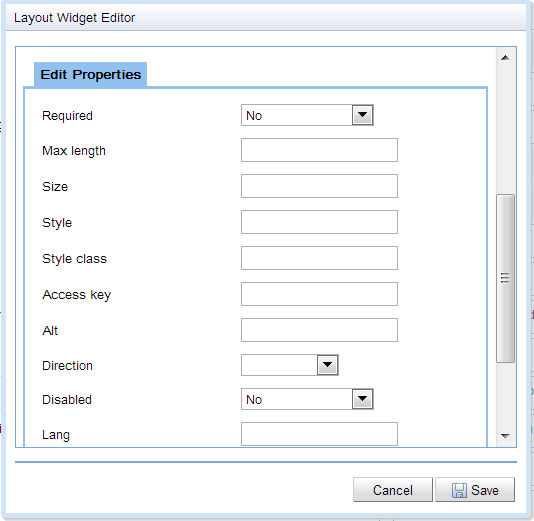 Layout Widget Editor
Edit Properties
Required No
Max length
Size
Style
Style class
Access key
Alt
Direction
Disabled No
Lang
Cancel Save